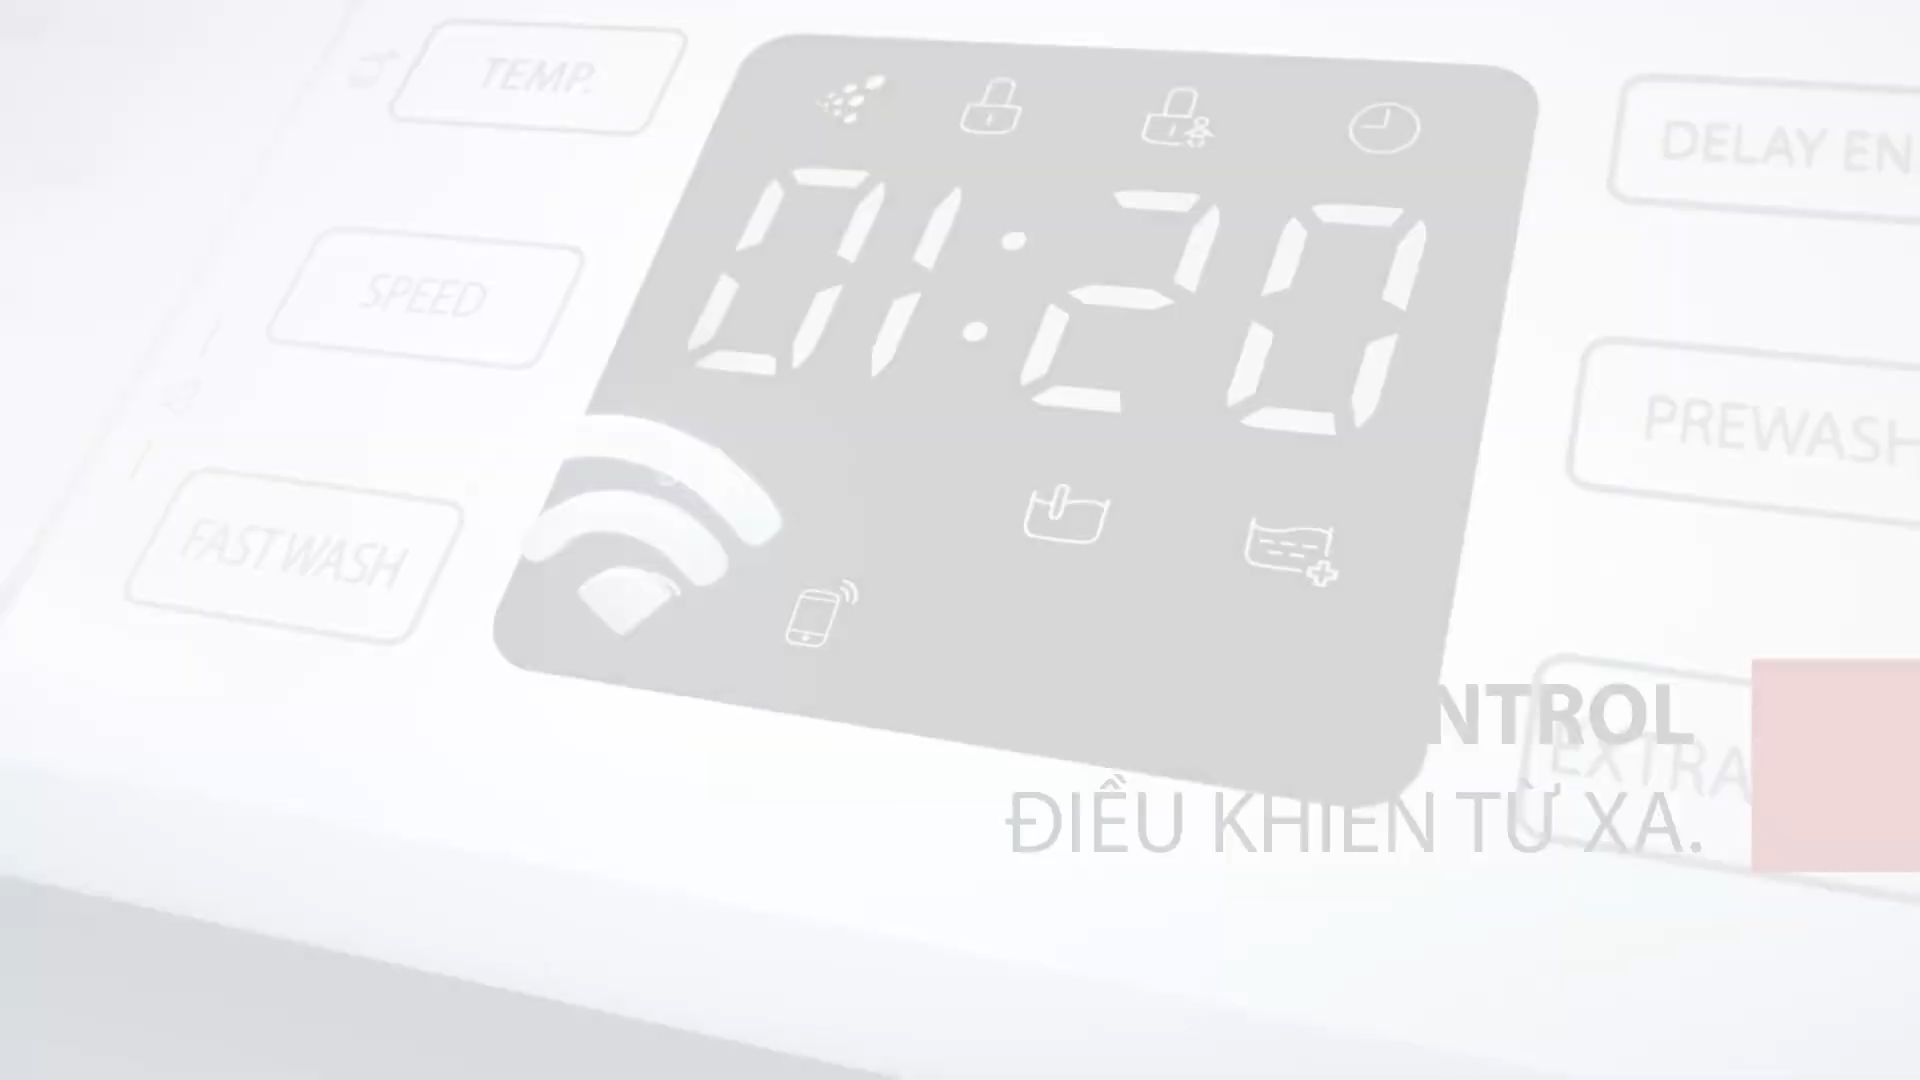 TEMP.
SPEED
FAST WASH
01:20
DELAY EN
PREWASH
EXTRA
NTROL
ĐIỀU KHIỂN TỪ XA.